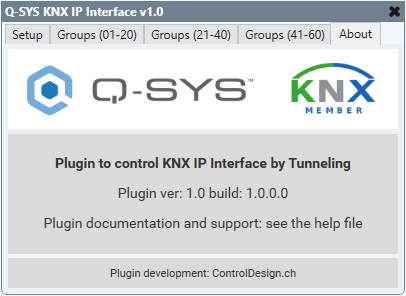 Q-SYS KNX IP Interface v1.0
Setup Groups (01-20) Groups (21-40) Groups (41-60) About
Q-SYS™ KNX
MEMBER
Plugin to control KNX IP Interface by Tunneling
Plugin ver: 1.0 build: 1.0.0.0
Plugin documentation and support: see the help file
Plugin development: ControlDesign.ch